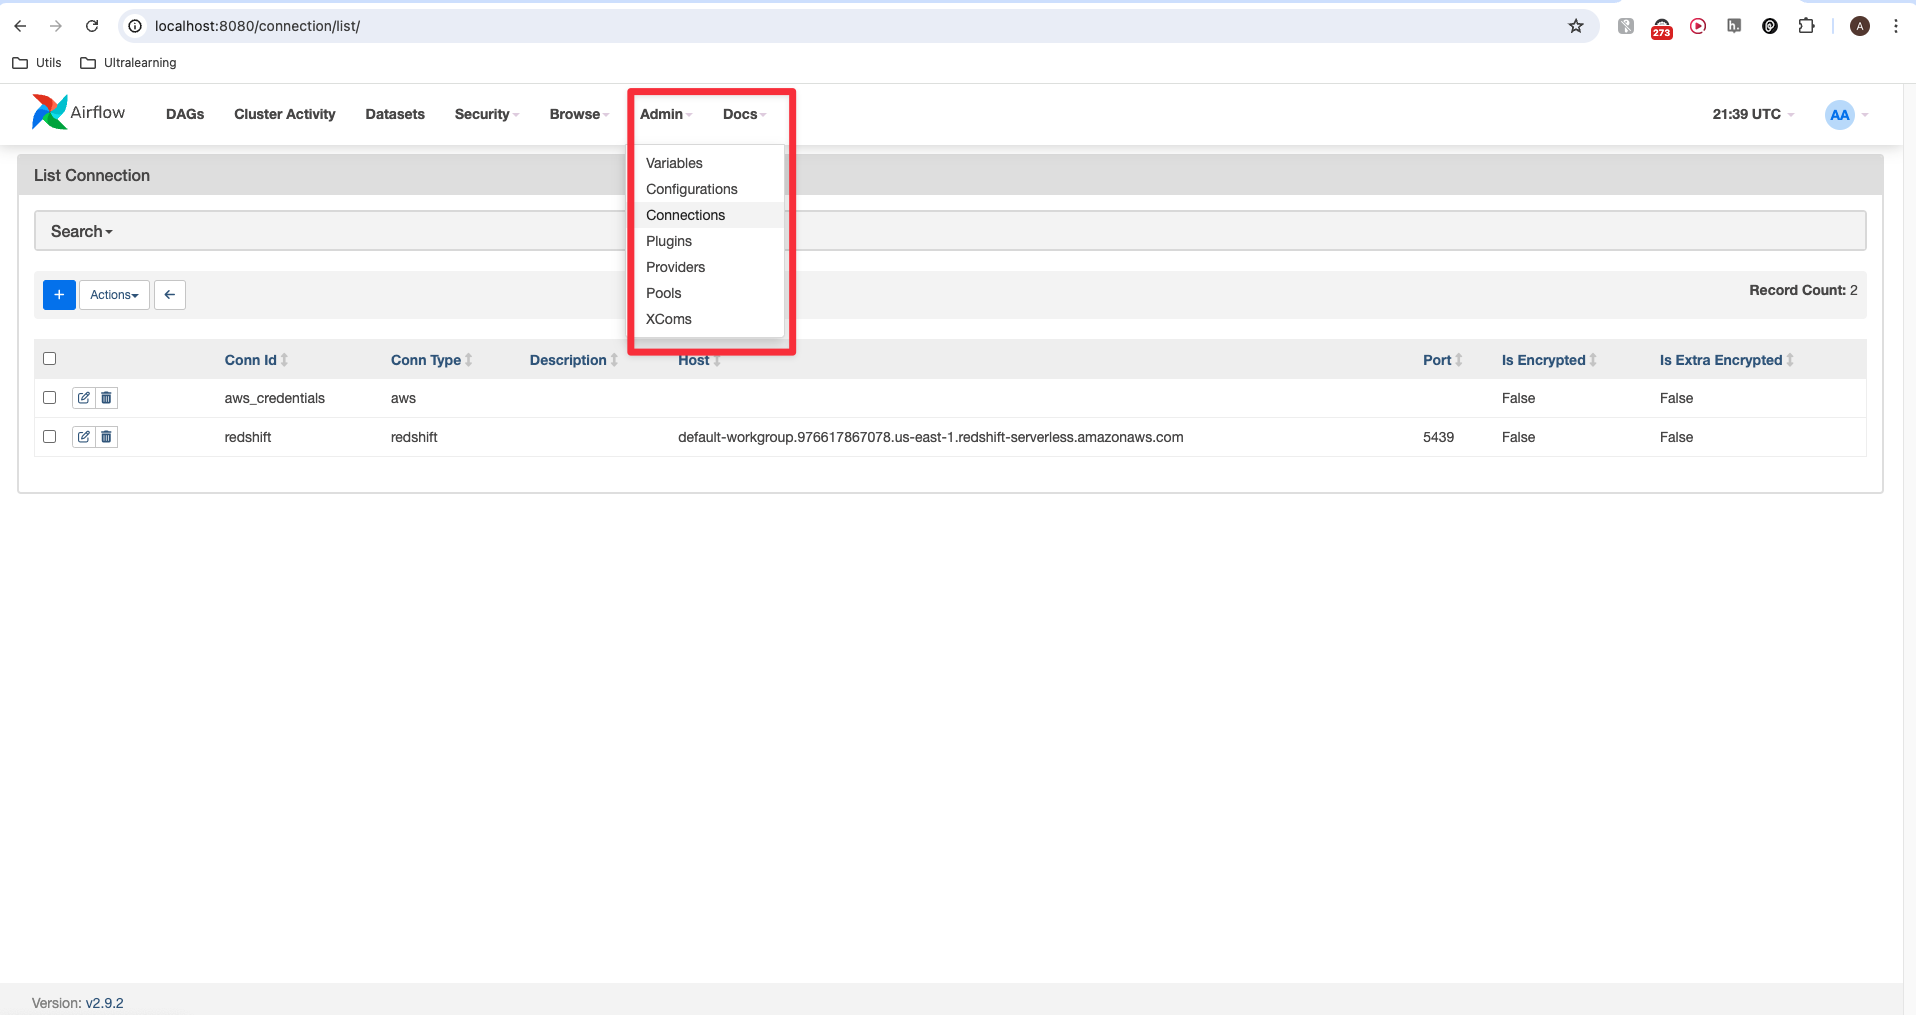 localhost:8080/connection/list/
273
h.
A
Utils
Ultralearning
Airflow
DAGs
Cluster Activity
Datasets
Security
Browse
Admin
Docs
21:39 UTC
AA
Variables
Configurations
Connections
Plugins
Providers
Pools
XComs
List Connection
Search
+
Actions
Record Count: 2
Conn Id
Conn Type
Description
Host
Port
Is Encrypted
Is Extra Encrypted
aws_credentials
aws
False
False
redshift
redshift
default-workgroup.976617867078.us-east-1.redshift-serverless.amazonaws.com
5439
False
False
Version: v2.9.2